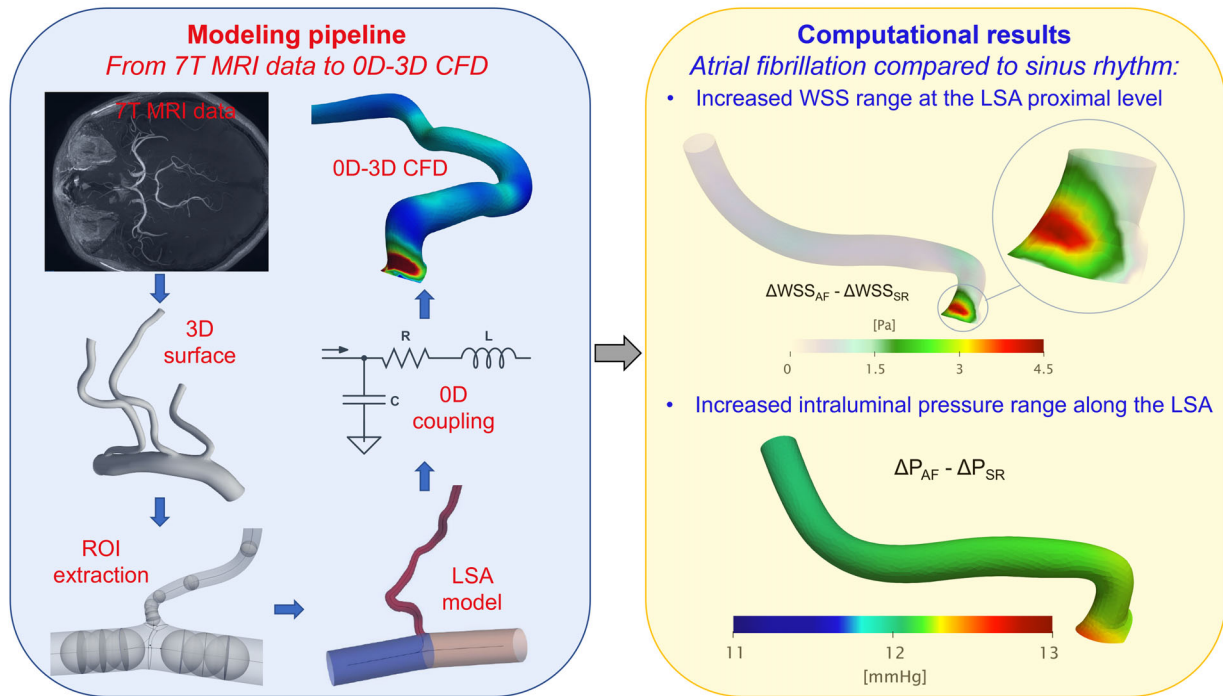 Modeling pipeline
From 7T MRI data to 0D-3D CFD
7T MRI data
0D-3D CFD
3D
surface
R
L
C
0D
coupling
ROI
extraction
LSA
model
Computational results
Atrial fibrillation compared to sinus rhythm:
• Increased WSS range at the LSA proximal level
ΔWSS_AF - ΔWSS_SR
[Pa]
0 1.5 3 4.5
• Increased intraluminal pressure range along the LSA
ΔP_AF - ΔP_SR
11 12 13
[mmHg]